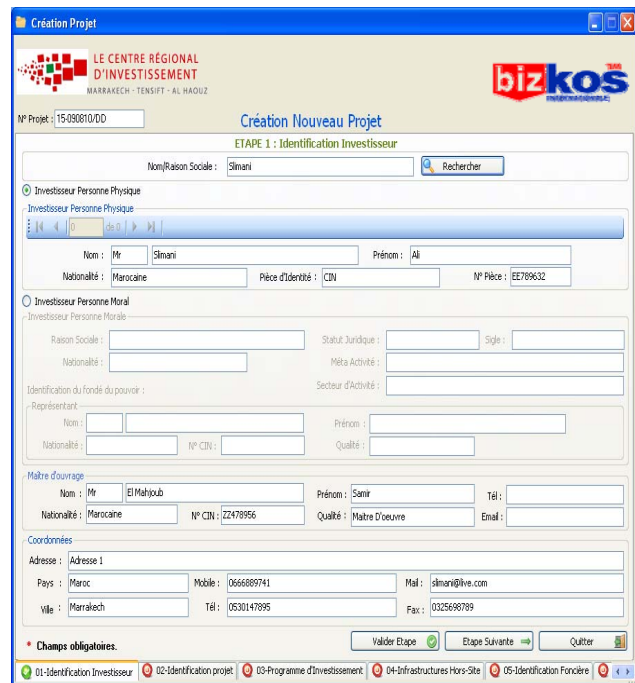 Création Projet
LE CENTRE RÉGIONAL
D'INVESTISSEMENT
MARRAKECH - TENSIFT - AL HAOUZ
bizkos
INTERNATIONALE
N° Projet : 15-090810/DD
Création Nouveau Projet
ETAPE 1 : Identification Investisseur
Nom/Raison Sociale : Slimani Rechercher
Investisseur Personne Physique
Investisseur Personne Physique
0 de 0
Nom : Mr Slimani Prénom : Ali
Nationalité : Marocaine Pièce d'Identité : CIN N° Pièce : EE789632
Investisseur Personne Moral
Investisseur Personne Morale
Raison Sociale : Statut Juridique : Sigle :
Nationalité : Méta Activité :
Identification du fondé du pouvoir : Secteur d'Activité :
Représentant
Nom : Prénom :
Nationalité : N° CIN : Qualité :
Maître d'ouvrage
Nom : Mr El Mahjoub Prénom : Samir Tél :
Nationalité : Marocaine N° CIN : ZZ478956 Qualité : Maitre D'oeuvre Email :
Coordonnées
Adresse : Adresse 1
Pays : Maroc Mobile : 0666889741 Mail : slimani@live.com
Ville : Marrakech Tél : 0530147895 Fax : 0325698789
* Champs obligatoires. Valider Etape Etape Suivante Quitter
01-Identification Investisseur 02-Identification projet 03-Programme d'Investissement 04-Infrastructures Hors-Site 05-Identification Foncière